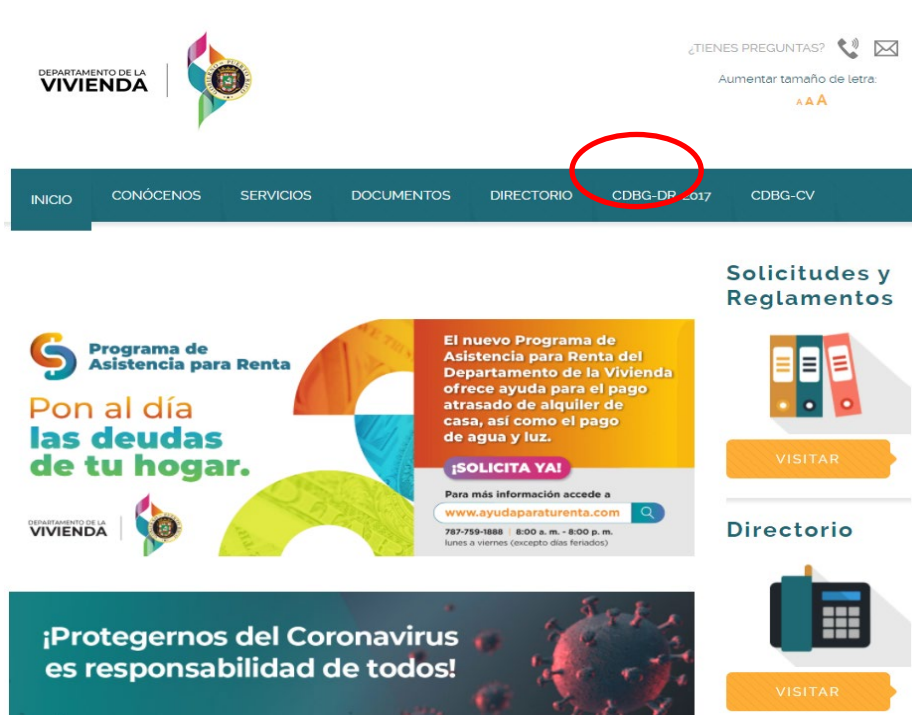 ¿TIENES PREGUNTAS?
DEPARTAMENTO DE LA
VIVIENDA
Aumentar tamaño de letra:
A A A
INICIO CONÓCENOS SERVICIOS DOCUMENTOS DIRECTORIO CDBG-DR 2017 CDBG-CV
Solicitudes y
Reglamentos
Programa de
Asistencia para Renta
Pon al día
las deudas
de tu hogar.
DEPARTAMENTO DE LA
VIVIENDA
El nuevo Programa de
Asistencia para Renta del
Departamento de la Vivienda
ofrece ayuda para el pago
atrasado de alquiler de
casa, así como el pago
de agua y luz.
¡SOLICITA YA!
Para más información accede a
www.ayudaparaturenta.com
787-759-1888 | 8:00 a. m. - 8:00 p. m.
lunes a viernes (excepto días feriados)
VISITAR
Directorio
VISITAR
¡Protegernos del Coronavirus
es responsabilidad de todos!